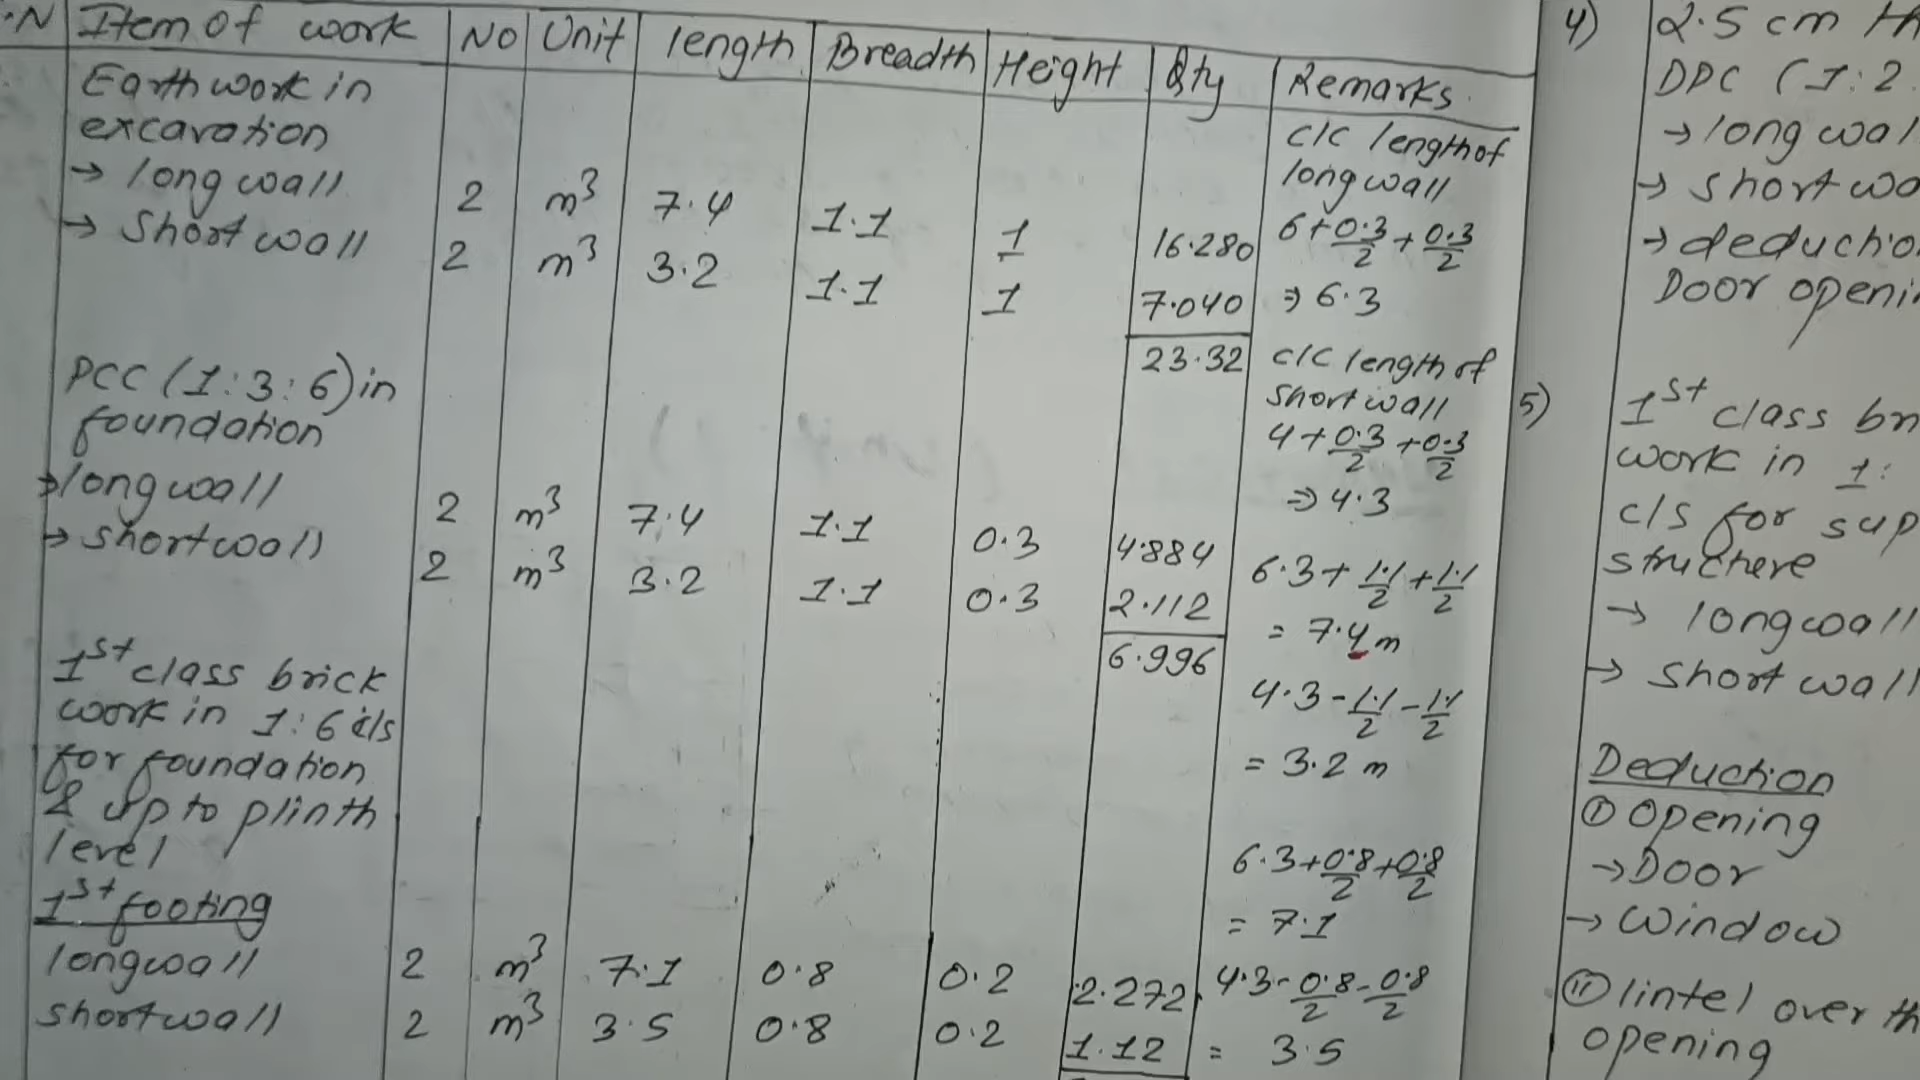 .N Item of work No Unit length Breadth Height Qty Remarks
Earthwork in
excavation
→ long wall 2 m³ 7.4 1.1 1 16.280
→ Short wall 2 m³ 3.2 1.1 1 7.040
23.32
c/c length of
long wall
6+0.3/2+0.3/2
⇒ 6.3
c/c length of
short wall
4+0.3/2+0.3/2
⇒ 4.3
PCC (1:3:6) in
foundation
→ long wall 2 m³ 7.4 1.1 0.3 4.884
→ short wall 2 m³ 3.2 1.1 0.3 2.112
6.996
6.3+1.1/2+1.1/2
= 7.4 m
4.3-1.1/2-1.1/2
= 3.2 m
1st class brick
work in 1:6 c/s
for foundation
& up to plinth
level
1st footing
long wall 2 m³ 7.1 0.8 0.2 2.272
short wall 2 m³ 3.5 0.8 0.2 1.12
6.3+0.8/2+0.8/2
= 7.1
4.3-0.8/2-0.8/2
= 3.5
4) 2.5 cm th
DPC (1:2
→ long wal
→ short wa
→ deductio
Door openi
5) 1st class br
work in 1:
c/s for sup
structure
→ long wall
→ short wall
Deduction
① Opening
→ Door
→ Window
② lintel over th
opening